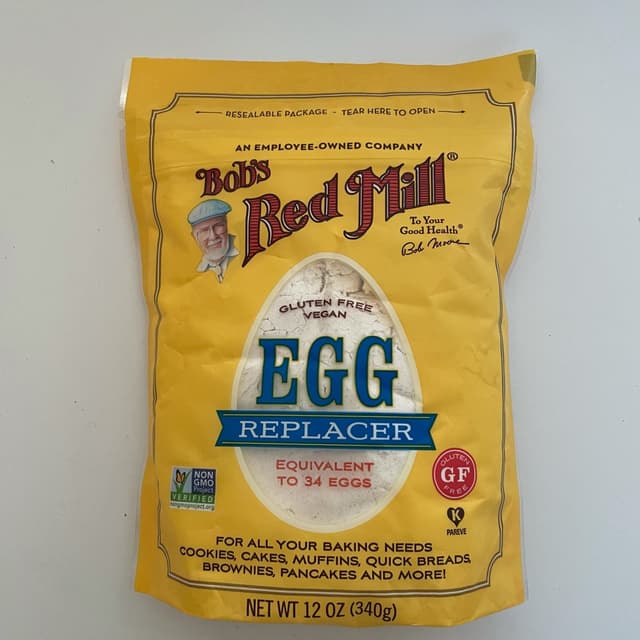 RESEALABLE PACKAGE - TEAR HERE TO OPEN
AN EMPLOYEE-OWNED COMPANY
Bob's
Red Mill®
To Your
Good Health®
Bob Moore
GLUTEN FREE
VEGAN
EGG
REPLACER
EQUIVALENT
TO 34 EGGS
NON
GMO
Project
VERIFIED
nongmoproject.org
GLUTEN
GF
FREE
K
PAREVE
FOR ALL YOUR BAKING NEEDS
COOKIES, CAKES, MUFFINS, QUICK BREADS,
BROWNIES, PANCAKES AND MORE!
NET WT 12 OZ (340g)